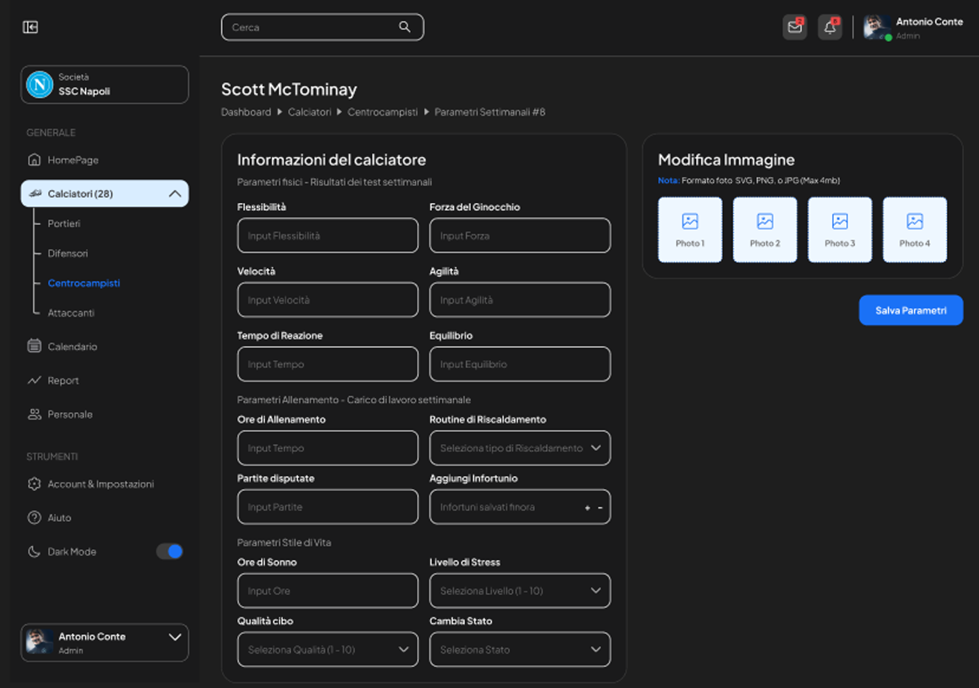 Cerca
2
6
Antonio Conte
Admin
N
Società
SSC Napoli
GENERALE
HomePage
Calciatori (28)
Portieri
Difensori
Centrocampisti
Attaccanti
Calendario
Report
Personale
STRUMENTI
Account & Impostazioni
Aiuto
Dark Mode
Antonio Conte
Admin
Scott McTominay
Dashboard Calciatori Centrocampisti Parametri Settimanali #8
Informazioni del calciatore
Parametri fisici - Risultati dei test settimanali
Flessibilità Forza del Ginocchio
Input Flessibilità Input Forza
Velocità Agilità
Input Velocità Input Agilità
Tempo di Reazione Equilibrio
Input Tempo Input Equilibrio
Parametri Allenamento - Carico di lavoro settimanale
Ore di Allenamento Routine di Riscaldamento
Input Tempo Seleziona tipo di Riscaldamento
Partite disputate Aggiungi Infortunio
Input Partite Infortuni salvati finora + -
Parametri Stile di Vita
Ore di Sonno Livello di Stress
Input Ore Seleziona Livello (1 - 10)
Qualità cibo Cambia Stato
Seleziona Qualità (1 - 10) Seleziona Stato
Modifica Immagine
Nota: Formato foto SVG, PNG, o JPG (Max 4mb)
Photo 1 Photo 2 Photo 3 Photo 4
Salva Parametri